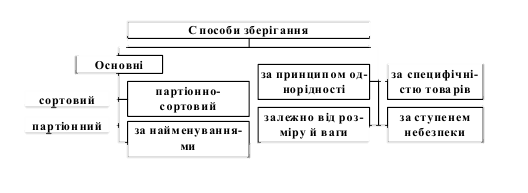 Способи зберігання
Основні
сортовий
партіонний
партіонно-
сортовий
за найменування-
ми
за принципом од-
норідності
залежно від роз-
міру й ваги
за специфічні-
стю товарів
за ступенем
небезпеки